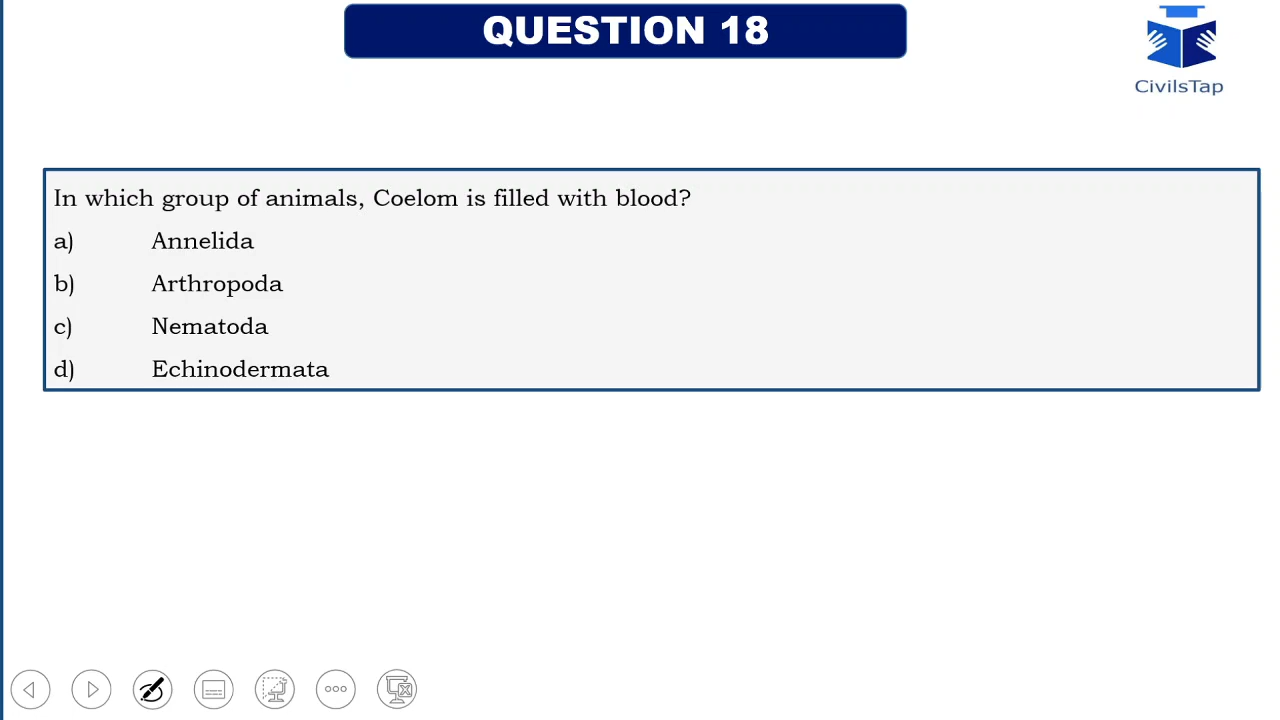 QUESTION 18
CivilsTap
In which group of animals, Coelom is filled with blood?
a) Annelida
b) Arthropoda
c) Nematoda
d) Echinodermata